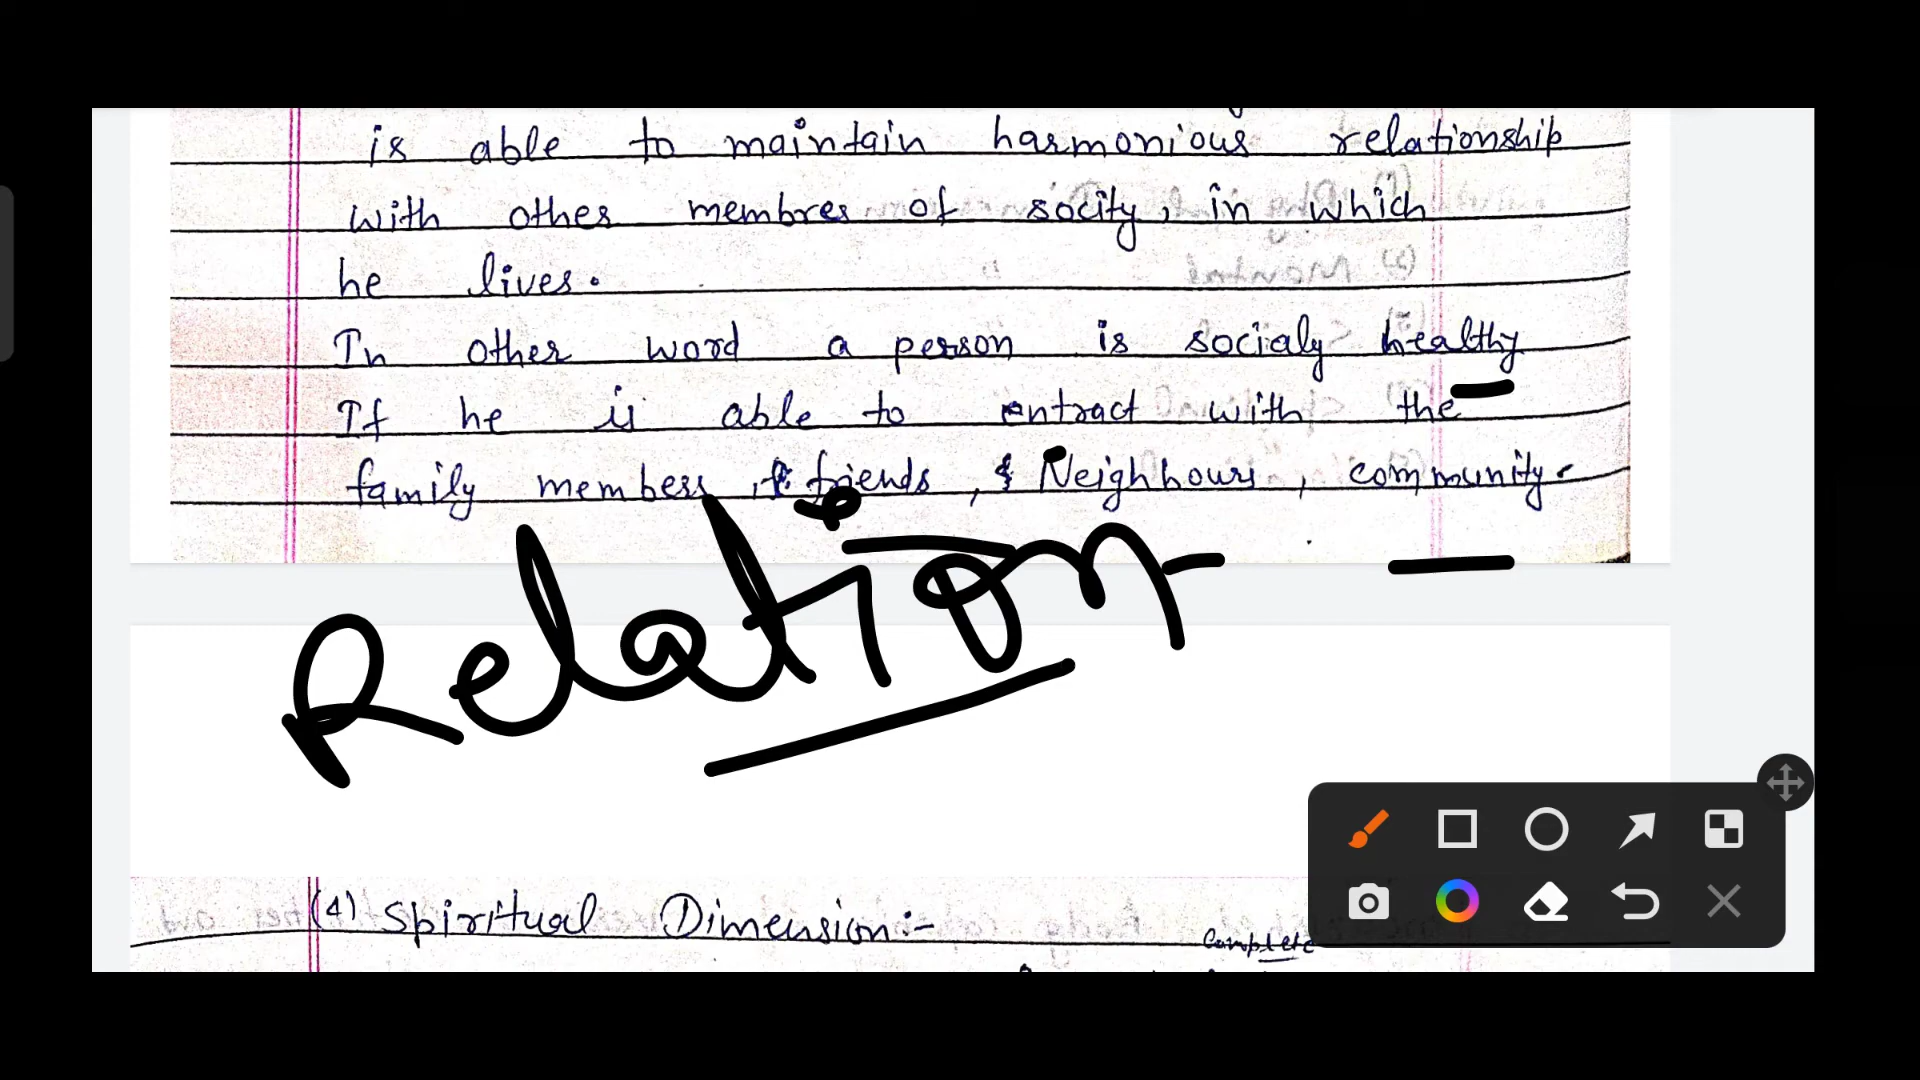 is able to maintain harmonious relationship
with other membres of socity, in which
he lives.
In other word a person is socialy healthy
If he is able to entract with the
family members, & friends, & Neighbours, community.
Relation
(4) Spiritual Dimension:-
Complete